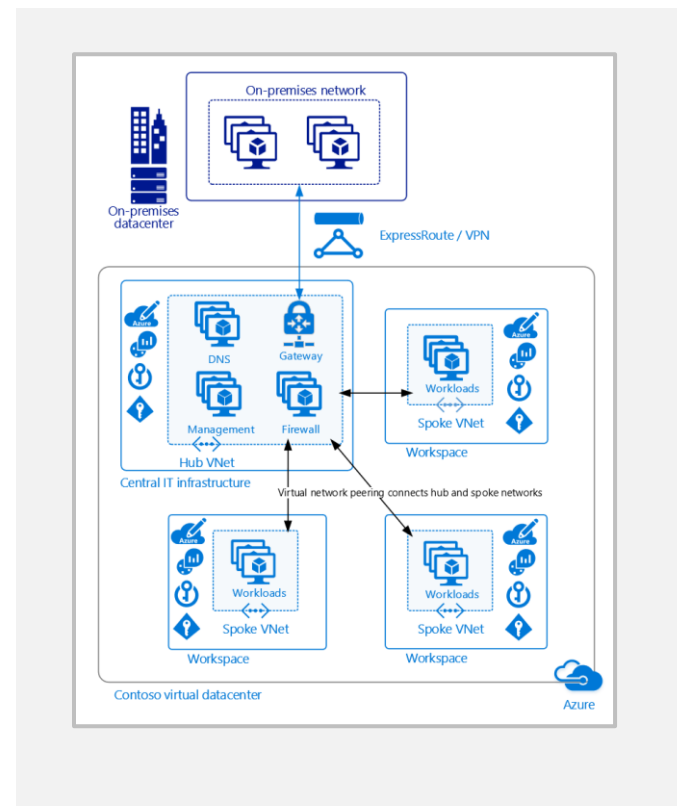 On-premises network
On-premises
datacenter
ExpressRoute / VPN
Azure
DNS
Gateway
Management
Firewall
Hub VNet
Central IT infrastructure
Azure
Workloads
Spoke VNet
Workspace
Virtual network peering connects hub and spoke networks
Azure
Workloads
Spoke VNet
Workspace
Azure
Workloads
Spoke VNet
Workspace
Contoso virtual datacenter
Azure